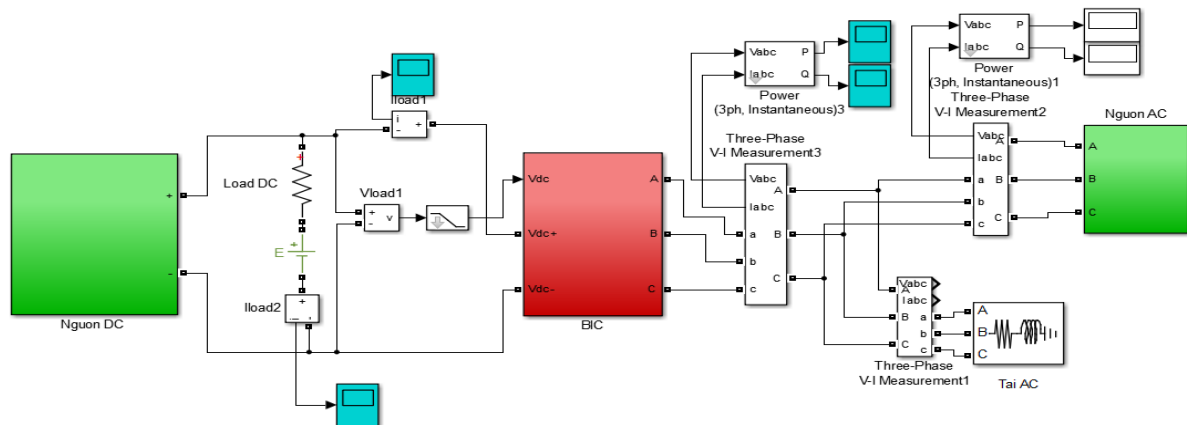 Nguon DC
+
-
Load DC
+
E
+
Iload2
+
i
-
Iload1
i
-
+
Vload1
+
-
v
Vdc
Vdc+
Vdc-
A
B
C
BIC
Vabc
Iabc
P
Q
Power
(3ph, Instantaneous)3
Three-Phase
V-I Measurement3
Vabc
Iabc
a
b
c
A
B
C
Vabc
Iabc
P
Q
Power
(3ph, Instantaneous)1
Three-Phase
V-I Measurement2
Vabc
Iabc
a
b
c
A
B
C
Nguon AC
A
B
C
Vabc
Iabc
A
B
C
a
b
c
Three-Phase
V-I Measurement1
A
B
C
Tai AC